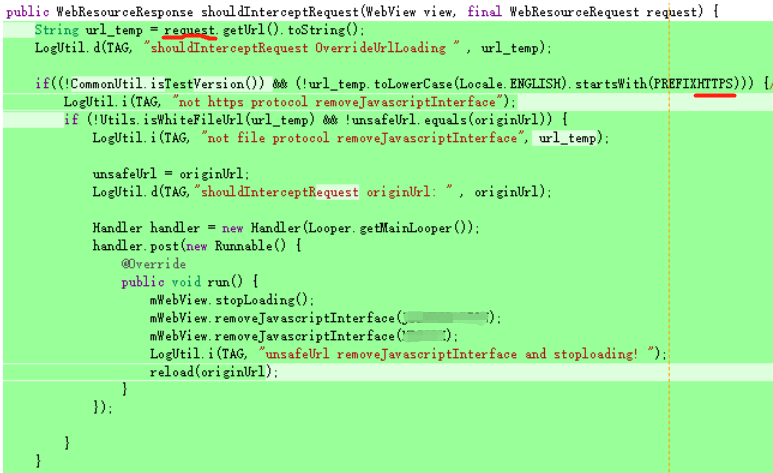 public WebResourceResponse shouldInterceptRequest(WebView view, final WebResourceRequest request) {
String url_temp = request.getUrl().toString();
LogUtil.d(TAG, "shouldInterceptRequest OverrideUrlLoading " , url_temp);
if((!CommonUtil.isTestVersion()) && (!url_temp.toLowerCase(Locale.ENGLISH).startsWith(PREFIXHTTPS))) {/
LogUtil.i(TAG, "not https protocol removeJavascriptInterface");
if (!Utils.isWhiteFileUrl(url_temp) && !unsafeUrl.equals(originUrl)) {
LogUtil.i(TAG, "not file protocol removeJavascriptInterface", url_temp);
unsafeUrl = originUrl;
LogUtil.d(TAG,"shouldInterceptRequest originUrl: " , originUrl);
Handler handler = new Handler(Looper.getMainLooper());
handler.post(new Runnable() {
@Override
public void run() {
mWebView.stopLoading();
mWebView.removeJavascriptInterface();
mWebView.removeJavascriptInterface();
LogUtil.i(TAG, "unsafeUrl removeJavascriptInterface and stoploading! ");
reload(originUrl);
}
});
}
}